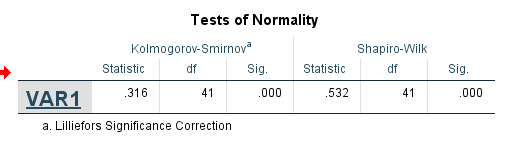 Tests of Normality
Kolmogorov-Smirnovᵃ Shapiro-Wilk
Statistic df Sig. Statistic df Sig.
VAR1 .316 41 .000 .532 41 .000
a. Lilliefors Significance Correction